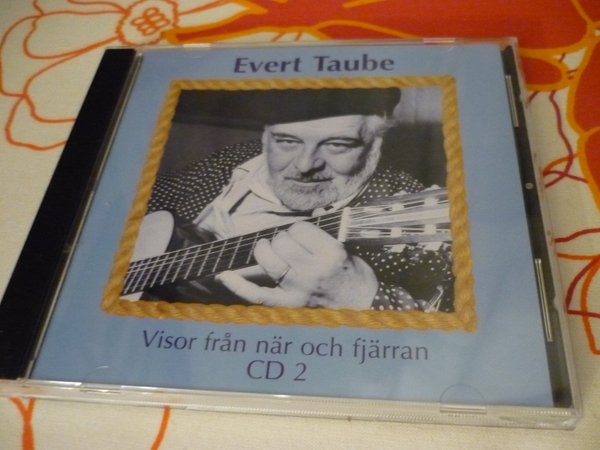 Evert Taube
Visor från när och fjärran
CD 2